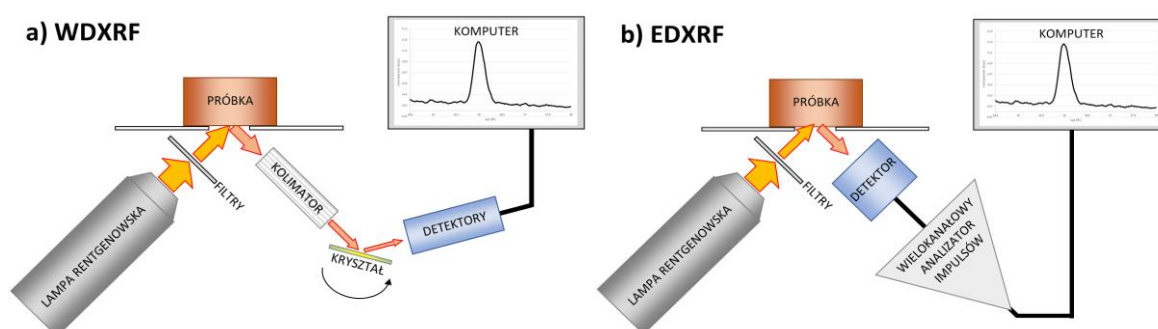 a) WDXRF
KOMPUTER
PRÓBKA
KOLIMATOR
FILTRY
LAMPA RENTGENOWSKA
DETEKTORY
KRYSZTAŁ
b) EDXRF
KOMPUTER
PRÓBKA
DETEKTOR
FILTRY
LAMPA RENTGENOWSKA
WIELOKANAŁOWY
ANALIZATOR
IMPULSÓW